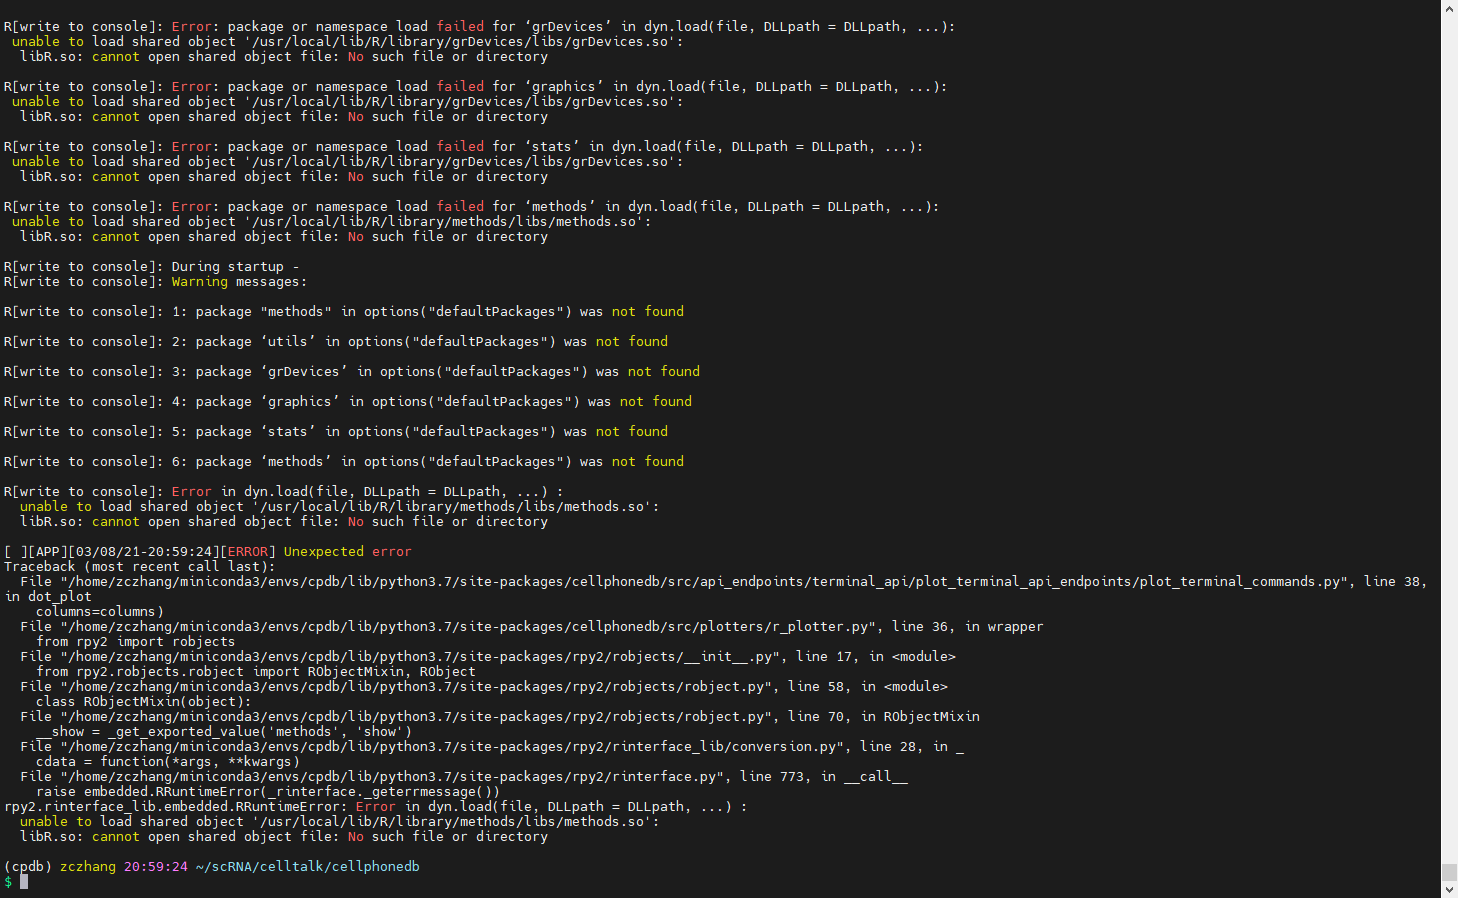 R[write to console]: Error: package or namespace load failed for ‘grDevices’ in dyn.load(file, DLLpath = DLLpath, ...):
 unable to load shared object '/usr/local/lib/R/library/grDevices/libs/grDevices.so':
  libR.so: cannot open shared object file: No such file or directory
R[write to console]: Error: package or namespace load failed for ‘graphics’ in dyn.load(file, DLLpath = DLLpath, ...):
 unable to load shared object '/usr/local/lib/R/library/grDevices/libs/grDevices.so':
  libR.so: cannot open shared object file: No such file or directory
R[write to console]: Error: package or namespace load failed for ‘stats’ in dyn.load(file, DLLpath = DLLpath, ...):
 unable to load shared object '/usr/local/lib/R/library/grDevices/libs/grDevices.so':
  libR.so: cannot open shared object file: No such file or directory
R[write to console]: Error: package or namespace load failed for ‘methods’ in dyn.load(file, DLLpath = DLLpath, ...):
 unable to load shared object '/usr/local/lib/R/library/methods/libs/methods.so':
  libR.so: cannot open shared object file: No such file or directory
R[write to console]: During startup -
R[write to console]: Warning messages:
R[write to console]: 1: package "methods" in options("defaultPackages") was not found
R[write to console]: 2: package ‘utils’ in options("defaultPackages") was not found
R[write to console]: 3: package ‘grDevices’ in options("defaultPackages") was not found
R[write to console]: 4: package ‘graphics’ in options("defaultPackages") was not found
R[write to console]: 5: package ‘stats’ in options("defaultPackages") was not found
R[write to console]: 6: package ‘methods’ in options("defaultPackages") was not found
R[write to console]: Error in dyn.load(file, DLLpath = DLLpath, ...) :
  unable to load shared object '/usr/local/lib/R/library/methods/libs/methods.so':
  libR.so: cannot open shared object file: No such file or directory
[ ][APP][03/08/21-20:59:24][ERROR] Unexpected error
Traceback (most recent call last):
  File "/home/zczhang/miniconda3/envs/cpdb/lib/python3.7/site-packages/cellphonedb/src/api_endpoints/terminal_api/plot_terminal_api_endpoints/plot_terminal_commands.py", line 38,
in dot_plot
    columns=columns)
  File "/home/zczhang/miniconda3/envs/cpdb/lib/python3.7/site-packages/cellphonedb/src/plotters/r_plotter.py", line 36, in wrapper
    from rpy2 import robjects
  File "/home/zczhang/miniconda3/envs/cpdb/lib/python3.7/site-packages/rpy2/robjects/__init__.py", line 17, in <module>
    from rpy2.robjects.robject import RObjectMixin, RObject
  File "/home/zczhang/miniconda3/envs/cpdb/lib/python3.7/site-packages/rpy2/robjects/robject.py", line 58, in <module>
    class RObjectMixin(object):
  File "/home/zczhang/miniconda3/envs/cpdb/lib/python3.7/site-packages/rpy2/robjects/robject.py", line 70, in RObjectMixin
    __show = _get_exported_value('methods', 'show')
  File "/home/zczhang/miniconda3/envs/cpdb/lib/python3.7/site-packages/rpy2/rinterface_lib/conversion.py", line 28, in _
    cdata = function(*args, **kwargs)
  File "/home/zczhang/miniconda3/envs/cpdb/lib/python3.7/site-packages/rpy2/rinterface.py", line 773, in __call__
    raise embedded.RRuntimeError(_rinterface._geterrmessage())
rpy2.rinterface_lib.embedded.RRuntimeError: Error in dyn.load(file, DLLpath = DLLpath, ...) :
  unable to load shared object '/usr/local/lib/R/library/methods/libs/methods.so':
  libR.so: cannot open shared object file: No such file or directory
(cpdb) zczhang 20:59:24 ~/scRNA/celltalk/cellphonedb
$